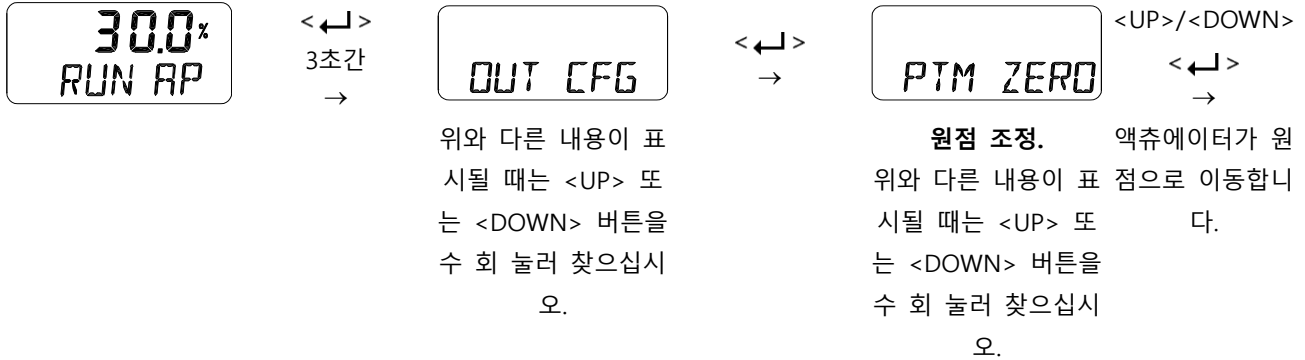 30.0%
RUN AP
<↵>
3초간
→
OUT CFG
위와 다른 내용이 표
시될 때는 <UP> 또
는 <DOWN> 버튼을
수 회 눌러 찾으십시
오.
<↵>
→
PTM ZERO
원점 조정.
위와 다른 내용이 표
시될 때는 <UP> 또
는 <DOWN> 버튼을
수 회 눌러 찾으십시
오.
<UP>/<DOWN>
<↵>
→
액츄에이터가 원
점으로 이동합니
다.